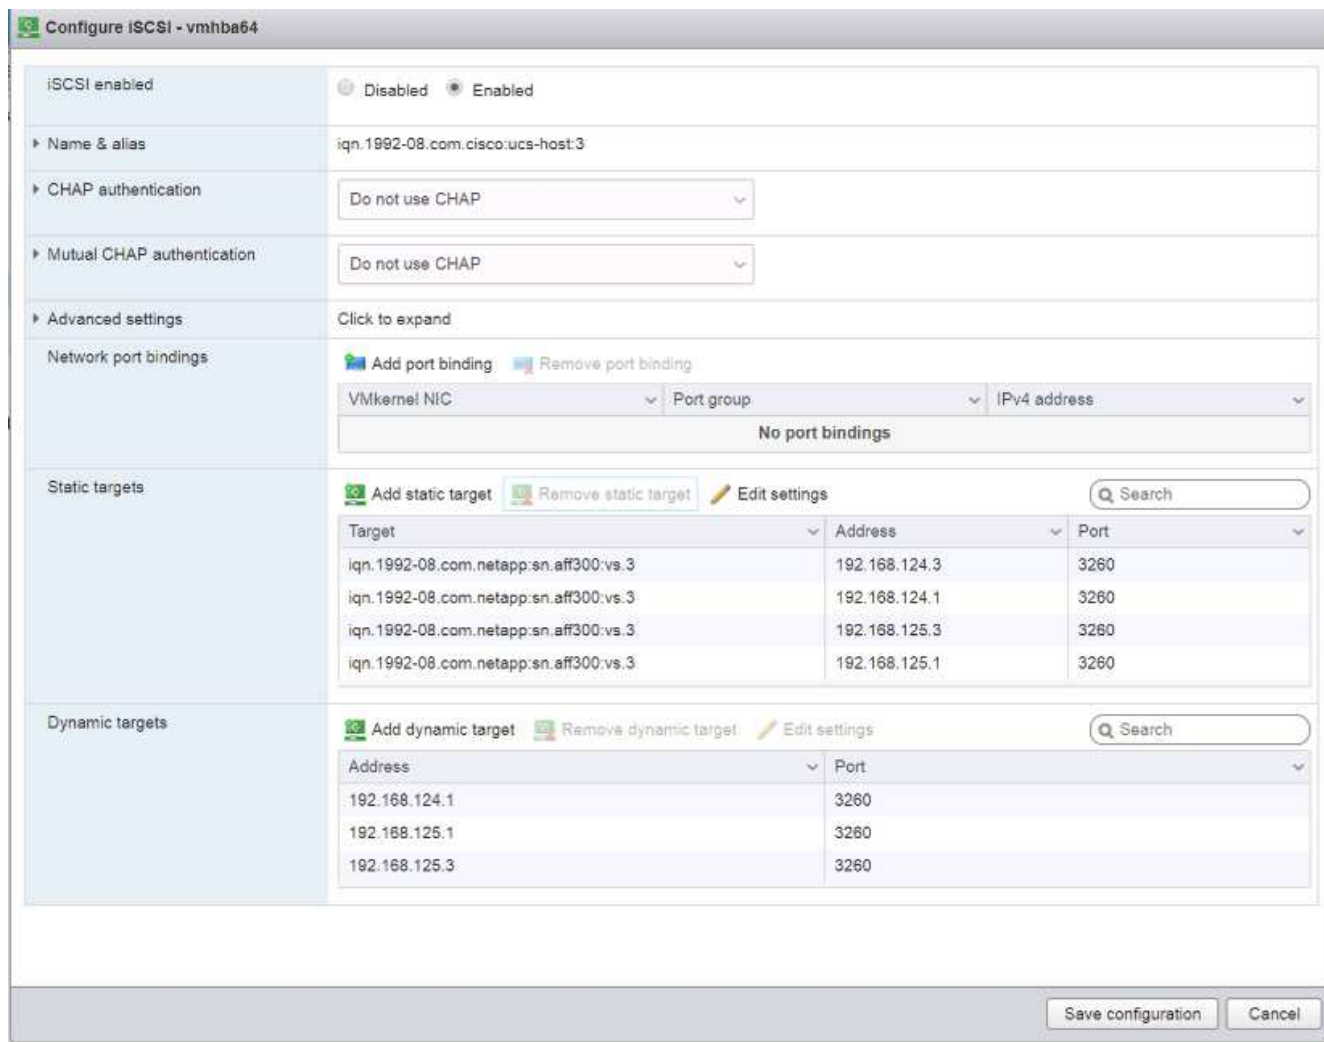 Configure iSCSI - vmhba64
iSCSI enabled Disabled Enabled
Name & alias iqn.1992-08.com.cisco:ucs-host:3
CHAP authentication Do not use CHAP
Mutual CHAP authentication Do not use CHAP
Advanced settings Click to expand
Network port bindings Add port binding Remove port binding
VMkernel NIC Port group IPv4 address
No port bindings
Static targets Add static target Remove static target Edit settings Search
Target Address Port
iqn.1992-08.com.netapp:sn.aff300:vs.3 192.168.124.3 3260
iqn.1992-08.com.netapp:sn.aff300:vs.3 192.168.124.1 3260
iqn.1992-08.com.netapp:sn.aff300:vs.3 192.168.125.3 3260
iqn.1992-08.com.netapp:sn.aff300:vs.3 192.168.125.1 3260
Dynamic targets Add dynamic target Remove dynamic target Edit settings Search
Address Port
192.168.124.1 3260
192.168.125.1 3260
192.168.125.3 3260
Save configuration Cancel